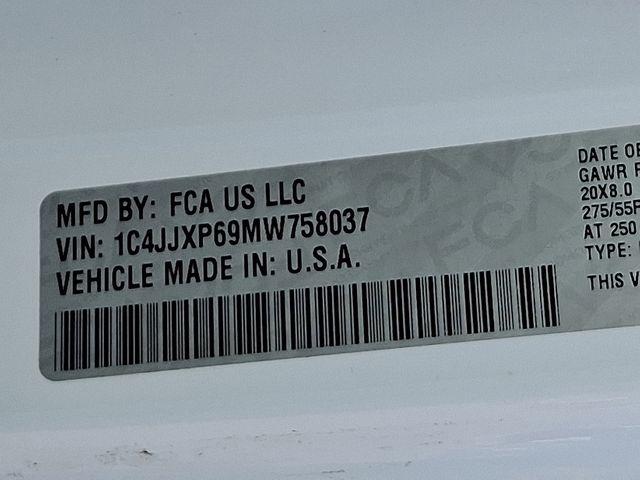 MFD BY: FCA US LLC
VIN: 1C4JJXP69MW758037
VEHICLE MADE IN: U.S.A.
DATE OF
GAWR
20X8.0
275/55R
AT 250
TYPE:
THIS